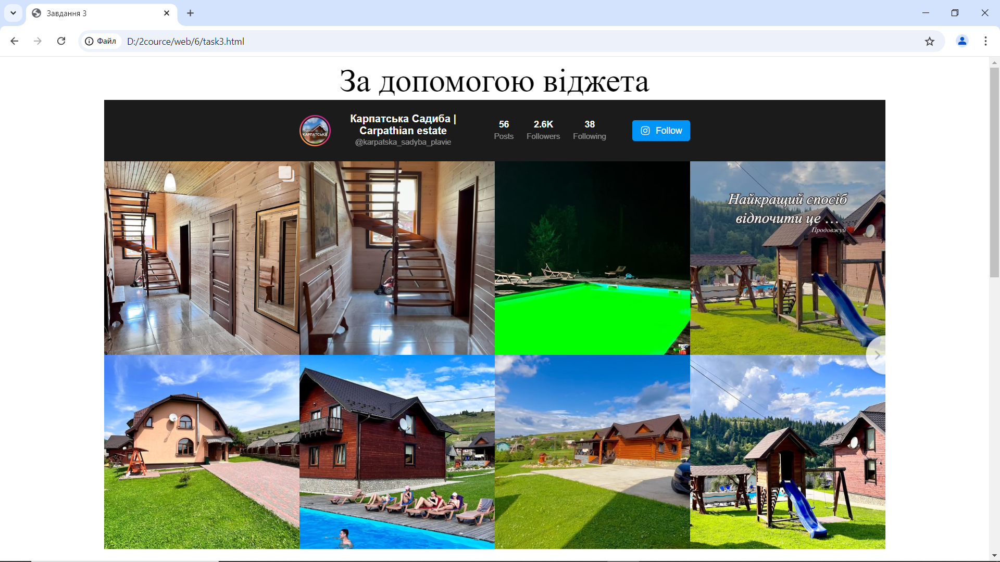 Завдання 3
Файл
D:/2cource/web/6/task3.html
За допомогою віджета
КАРПАТСЬКА
Карпатська Садиба |
Carpathian estate
@karpatska_sadyba_plavie
56
Posts
2.6K
Followers
38
Following
Follow
Найкращий спосіб
відпочити це ...
Продовжуй